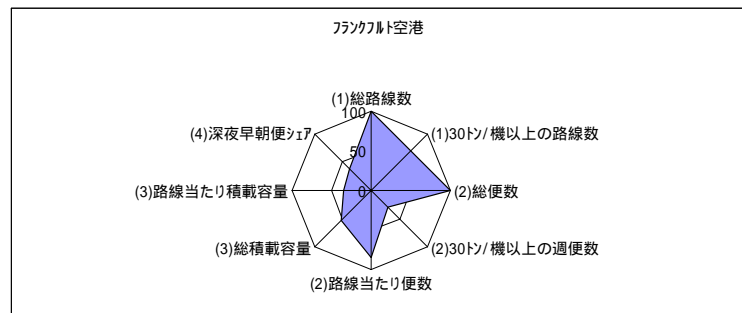 ﾌﾗﾝｸﾌﾙﾄ空港
(1)総路線数
(4)深夜早朝便ｼｪｱ
(1)30ﾄﾝ/機以上の路線数
100
50
0
(3)路線当たり積載容量
(2)総便数
(3)総積載容量
(2)30ﾄﾝ/機以上の週便数
(2)路線当たり便数